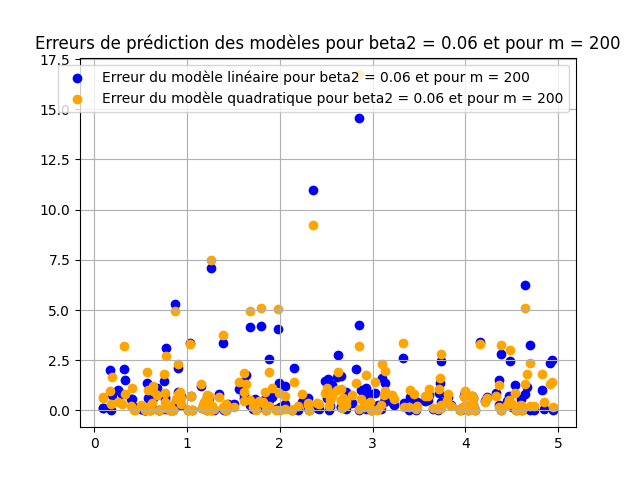 Erreurs de prédiction des modèles pour beta2 = 0.06 et pour m = 200
17.5
Erreur du modèle linéaire pour beta2 = 0.06 et pour m = 200
Erreur du modèle quadratique pour beta2 = 0.06 et pour m = 200
15.0
12.5
10.0
7.5
5.0
2.5
0.0
0 1 2 3 4 5